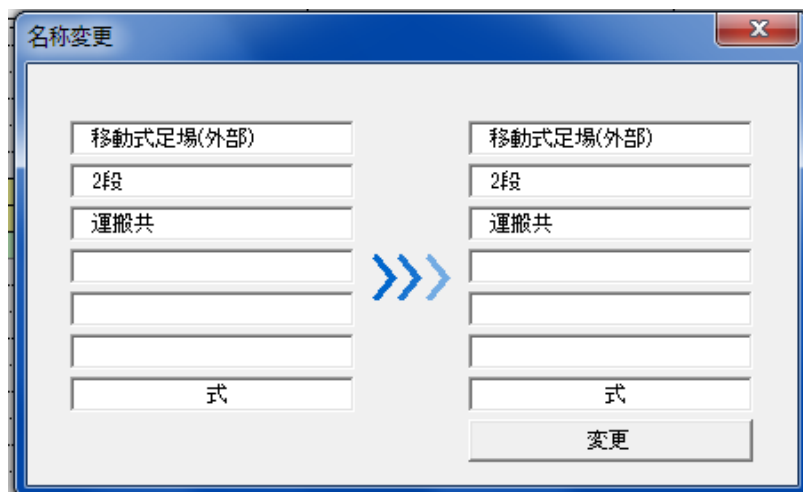 名称変更
移動式足場(外部)
2段
運搬共
式
移動式足場(外部)
2段
運搬共
式
変更